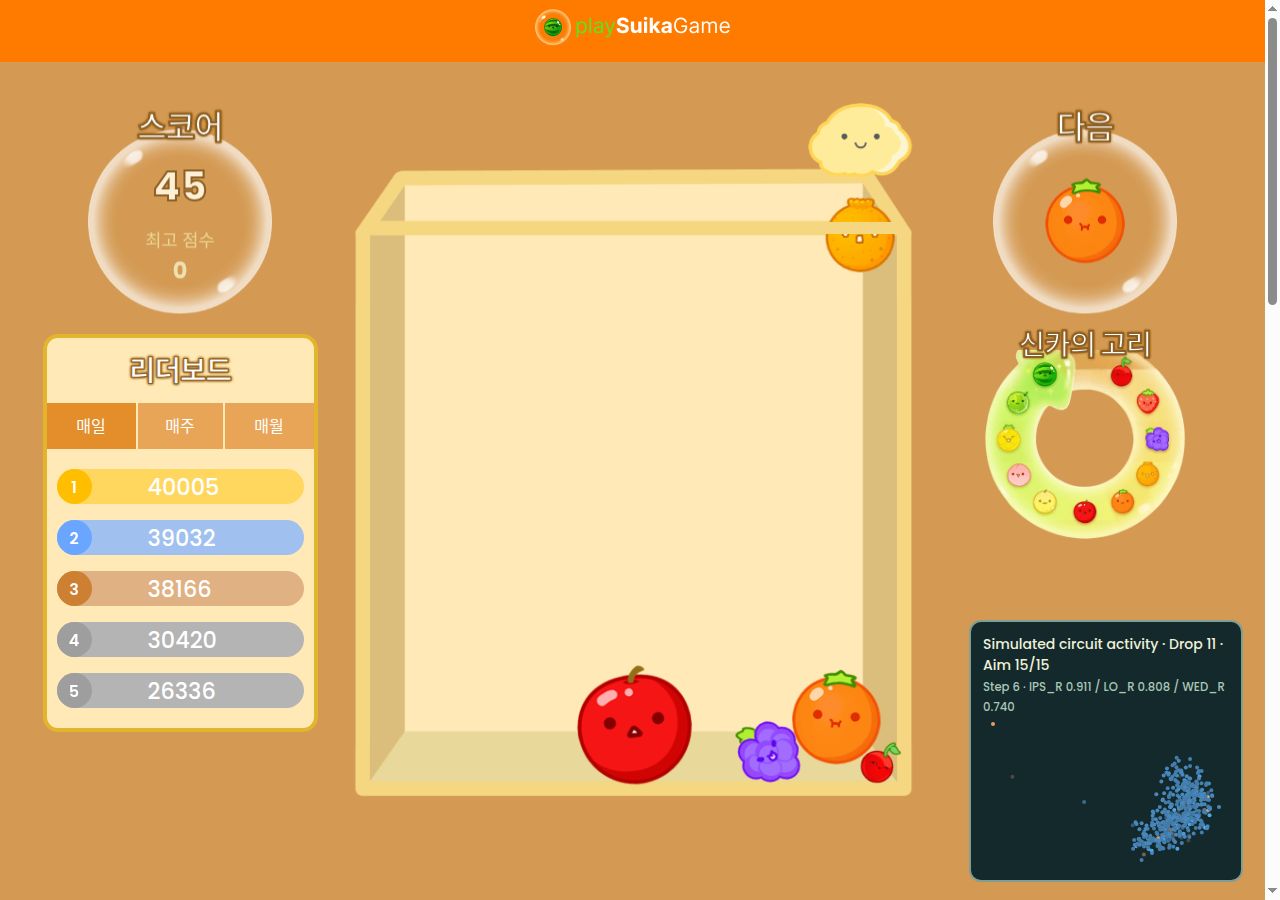 playSuikaGame
스코어
45
최고 점수
0
리더보드
매일 매주 매월
1 40005
2 39032
3 38166
4 30420
5 26336
다음
신카의 고리
Simulated circuit activity · Drop 11 ·
Aim 15/15
Step 6 · IPS_R 0.911 / LO_R 0.808 / WED_R
0.740